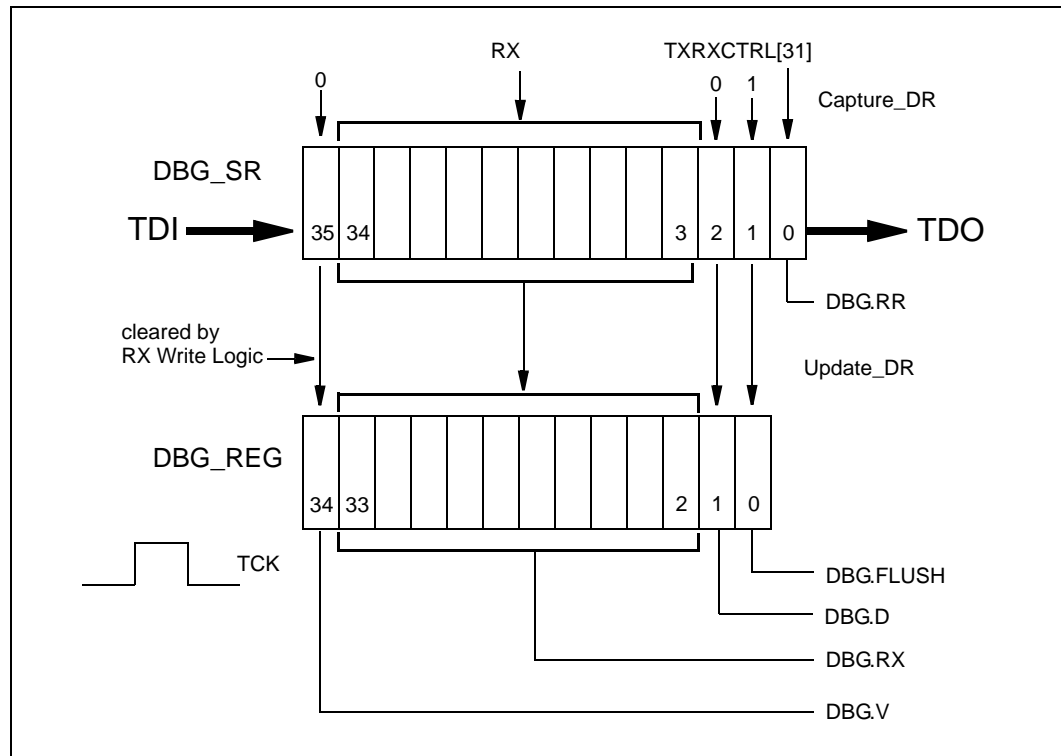 RX
TXRXCTRL[31]
0
0
1
Capture_DR
DBG_SR
TDI
35
34
3
2
1
0
TDO
DBG.RR
cleared by
RX Write Logic
Update_DR
DBG_REG
34
33
2
1
0
TCK
DBG.FLUSH
DBG.D
DBG.RX
DBG.V